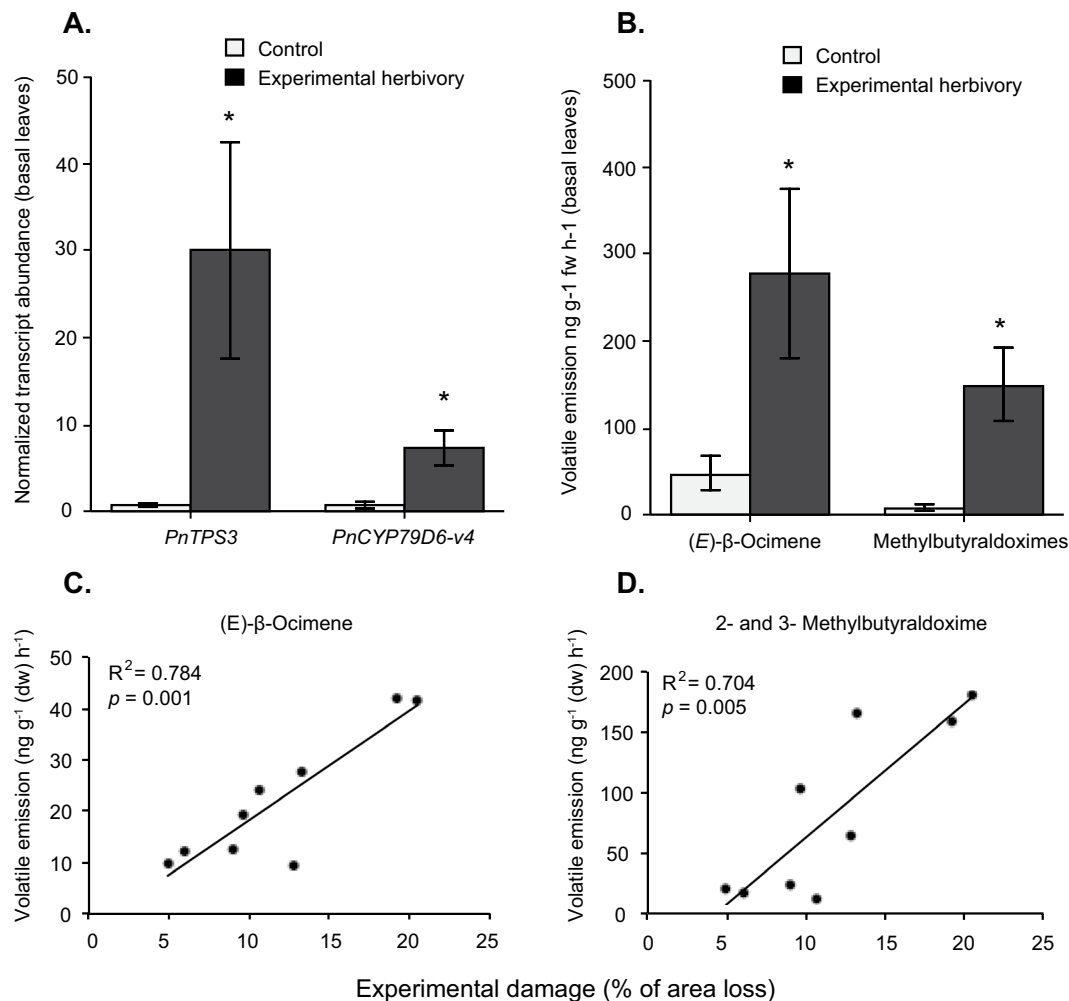 A.
Control
Experimental herbivory
Normalized transcript abundance (basal leaves)
50
40
30
20
10
0
*
*
PnTPS3
PnCYP79D6-v4
B.
Control
Experimental herbivory
Volatile emission ng g-1 fw h-1 (basal leaves)
500
400
300
200
100
0
*
*
(E)-β-Ocimene
Methylbutyraldoximes
C.
(E)-β-Ocimene
Volatile emission (ng g⁻¹ (dw) h⁻¹)
50
40
30
20
10
0
R² = 0.784
p = 0.001
0 5 10 15 20 25
D.
2- and 3- Methylbutyraldoxime
Volatile emission (ng g⁻¹ (dw) h⁻¹)
200
150
100
50
0
R² = 0.704
p = 0.005
0 5 10 15 20 25
Experimental damage (% of area loss)